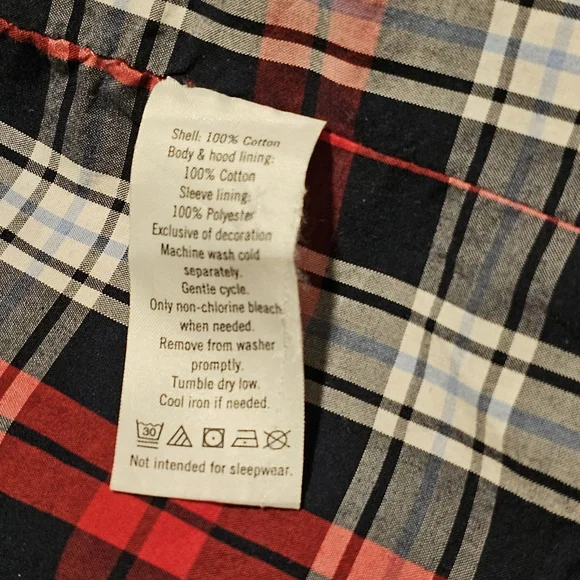 Shell: 100% Cotton
Body & hood lining:
100% Cotton
Sleeve lining:
100% Polyester
Exclusive of decoration
Machine wash cold
separately.
Gentle cycle.
Only non-chlorine bleach
when needed.
Remove from washer
promptly.
Tumble dry low.
Cool iron if needed.
30
Not intended for sleepwear.